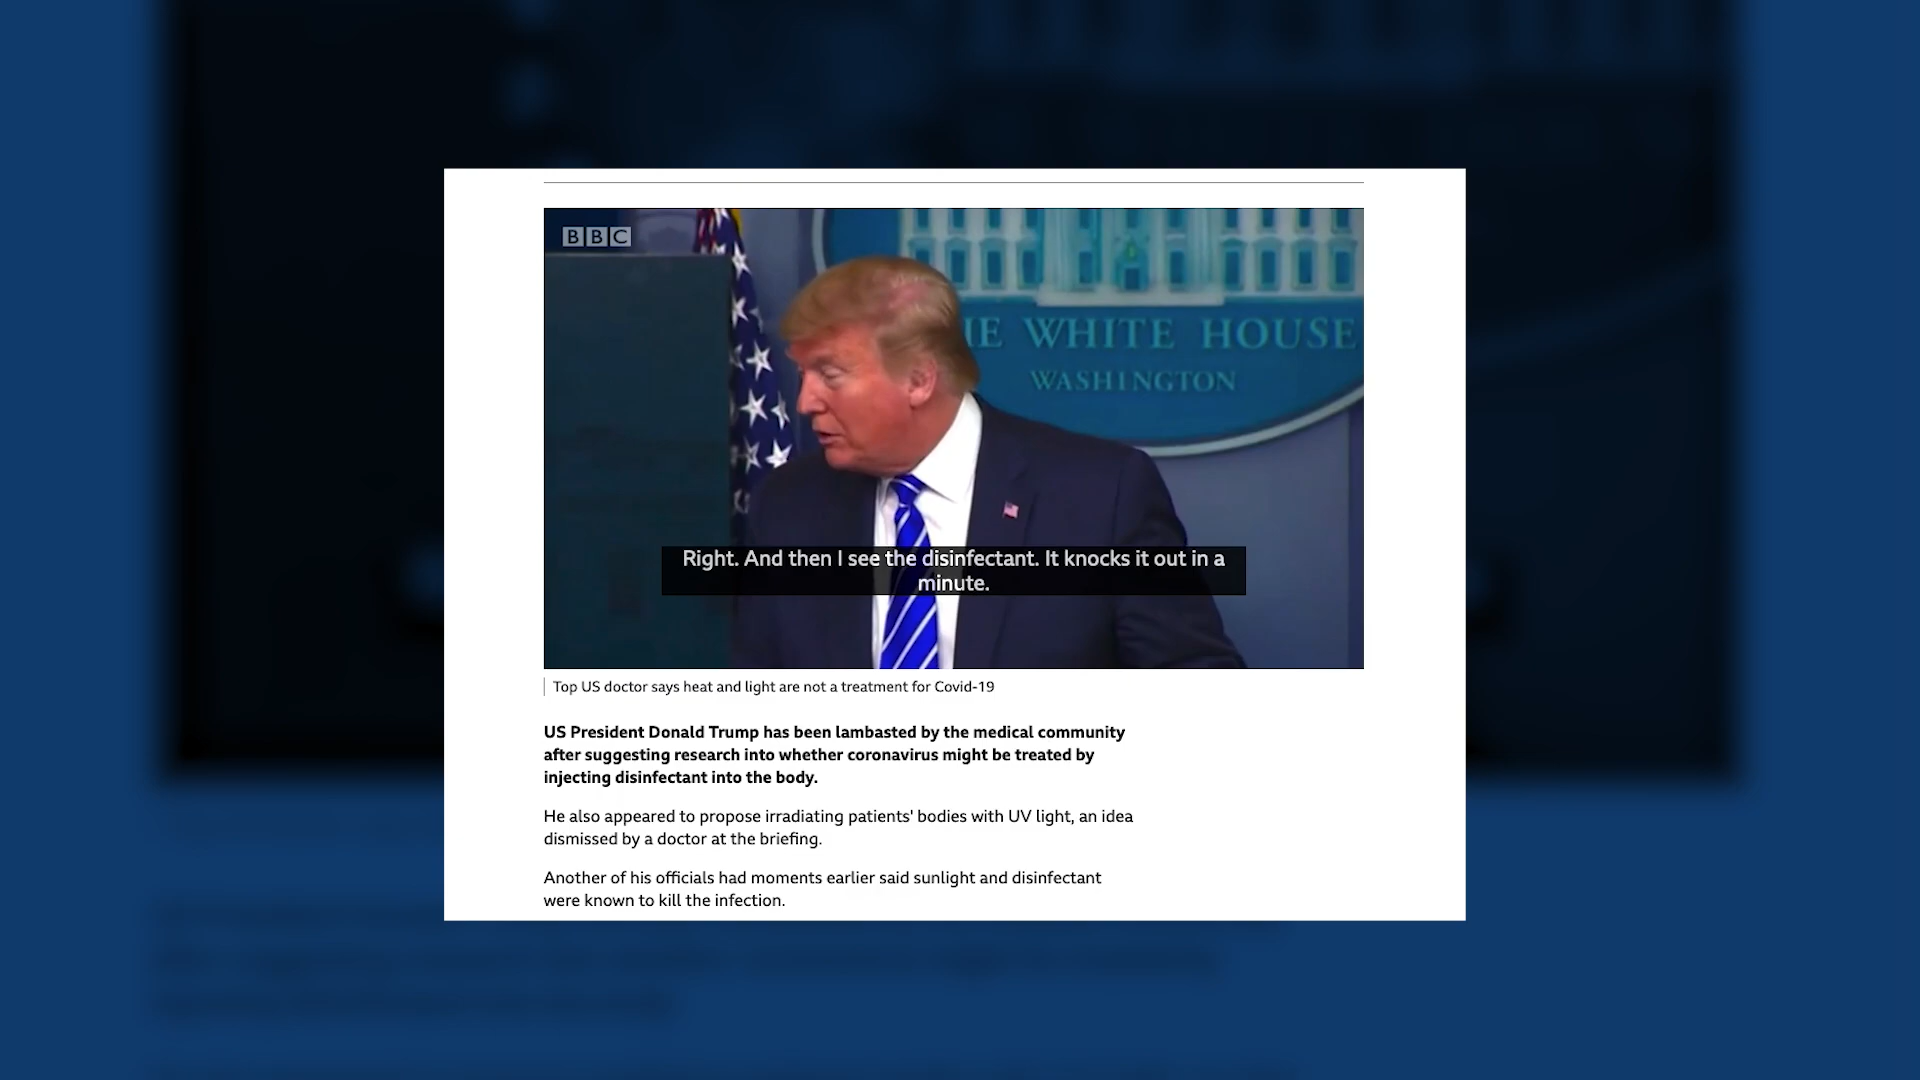 BBC
HE WHITE HOUSE
WASHINGTON
Right. And then I see the disinfectant. It knocks it out in a
minute.
Top US doctor says heat and light are not a treatment for Covid-19
US President Donald Trump has been lambasted by the medical community
after suggesting research into whether coronavirus might be treated by
injecting disinfectant into the body.
He also appeared to propose irradiating patients' bodies with UV light, an idea
dismissed by a doctor at the briefing.
Another of his officials had moments earlier said sunlight and disinfectant
were known to kill the infection.